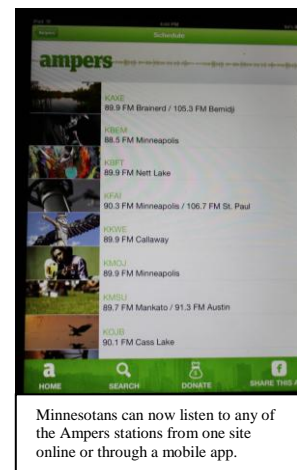 Schedule
ampers
KAXE
89.9 FM Brainerd / 105.3 FM Bemidji
KBEM
88.5 FM Minneapolis
KBFT
89.9 FM Nett Lake
KFAI
90.3 FM Minneapolis / 106.7 FM St. Paul
KKWE
89.9 FM Callaway
KMOJ
89.9 FM Minneapolis
KMSU
89.7 FM Mankato / 91.3 FM Austin
KOJB
90.1 FM Cass Lake
a
HOME
SEARCH
DONATE
SHARE THIS A
Minnesotans can now listen to any of
the Ampers stations from one site
online or through a mobile app.